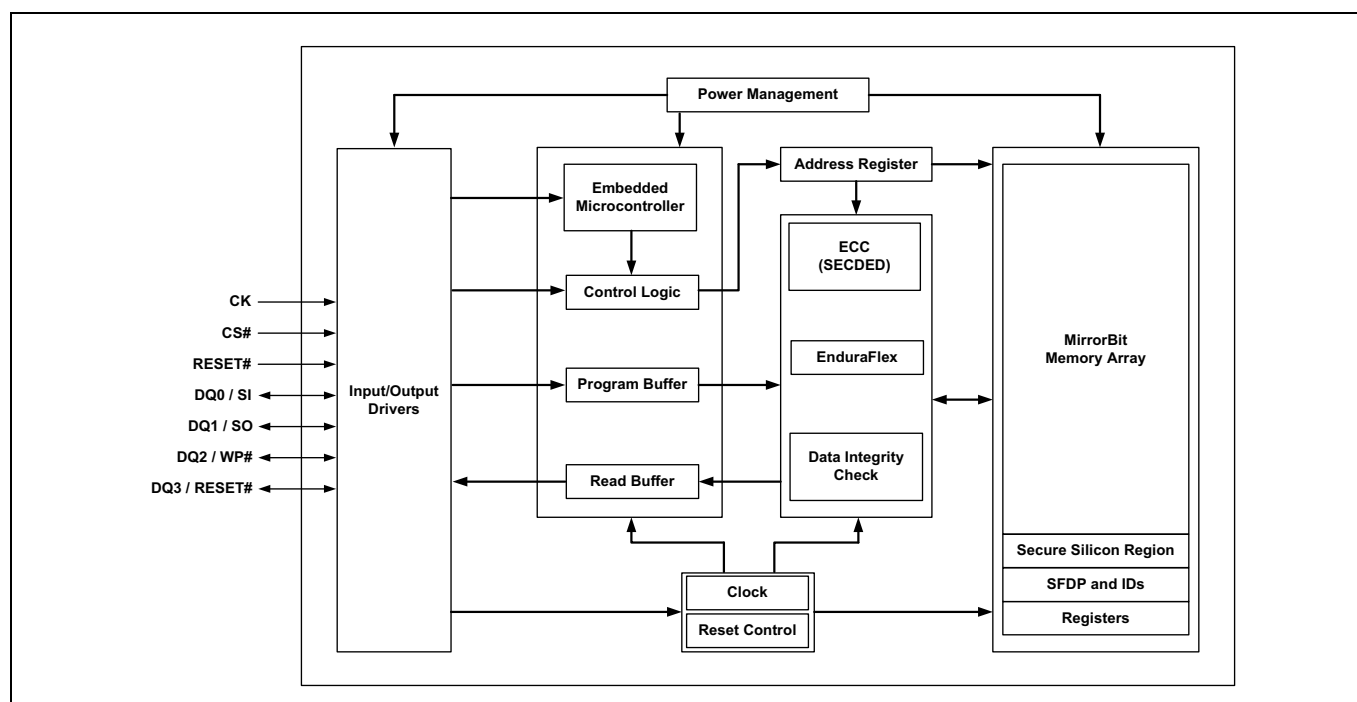 Power Management
Address Register
Embedded
Microcontroller
ECC
(SECDED)
Control Logic
CK
CS#
RESET#
DQ0 / SI
DQ1 / SO
DQ2 / WP#
DQ3 / RESET#
Input/Output
Drivers
Program Buffer
Read Buffer
EnduraFlex
Data Integrity
Check
MirrorBit
Memory Array
Secure Silicon Region
SFDP and IDs
Registers
Clock
Reset Control